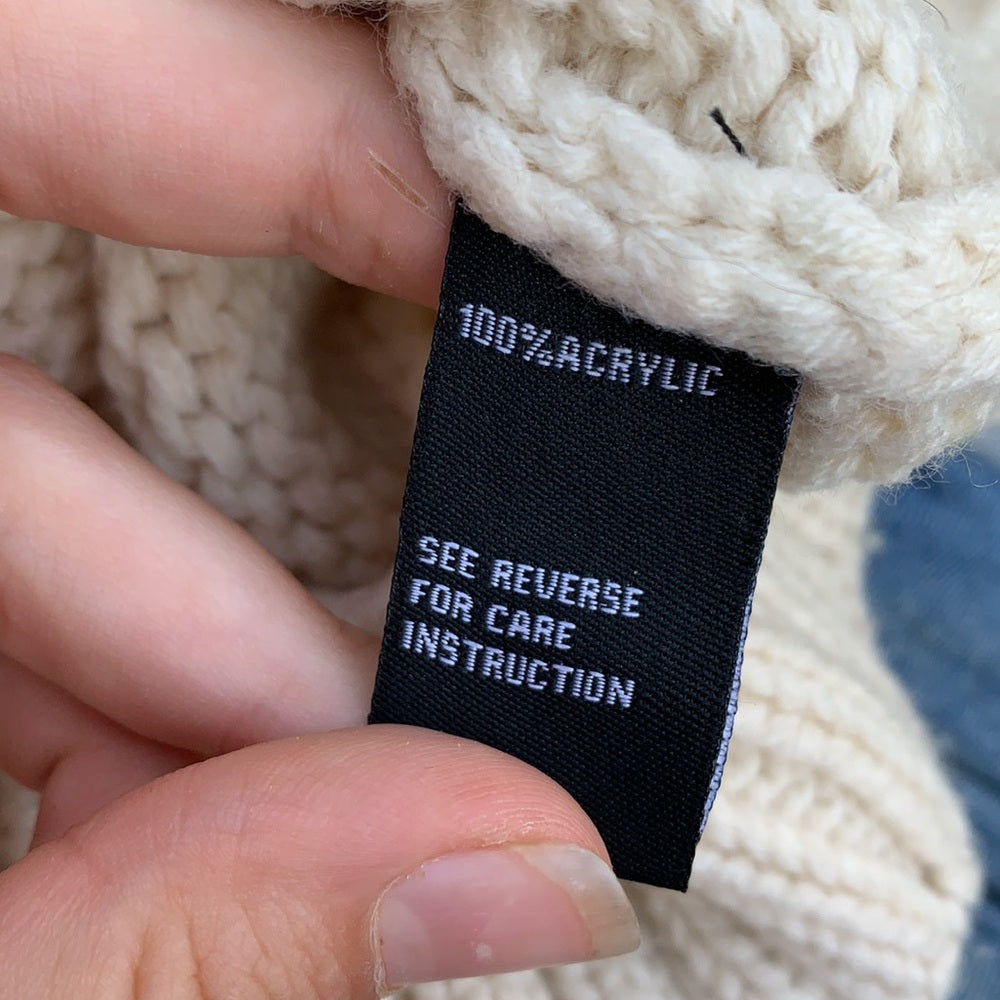 100%ACRYLIC
SEE REVERSE
FOR CARE
INSTRUCTION